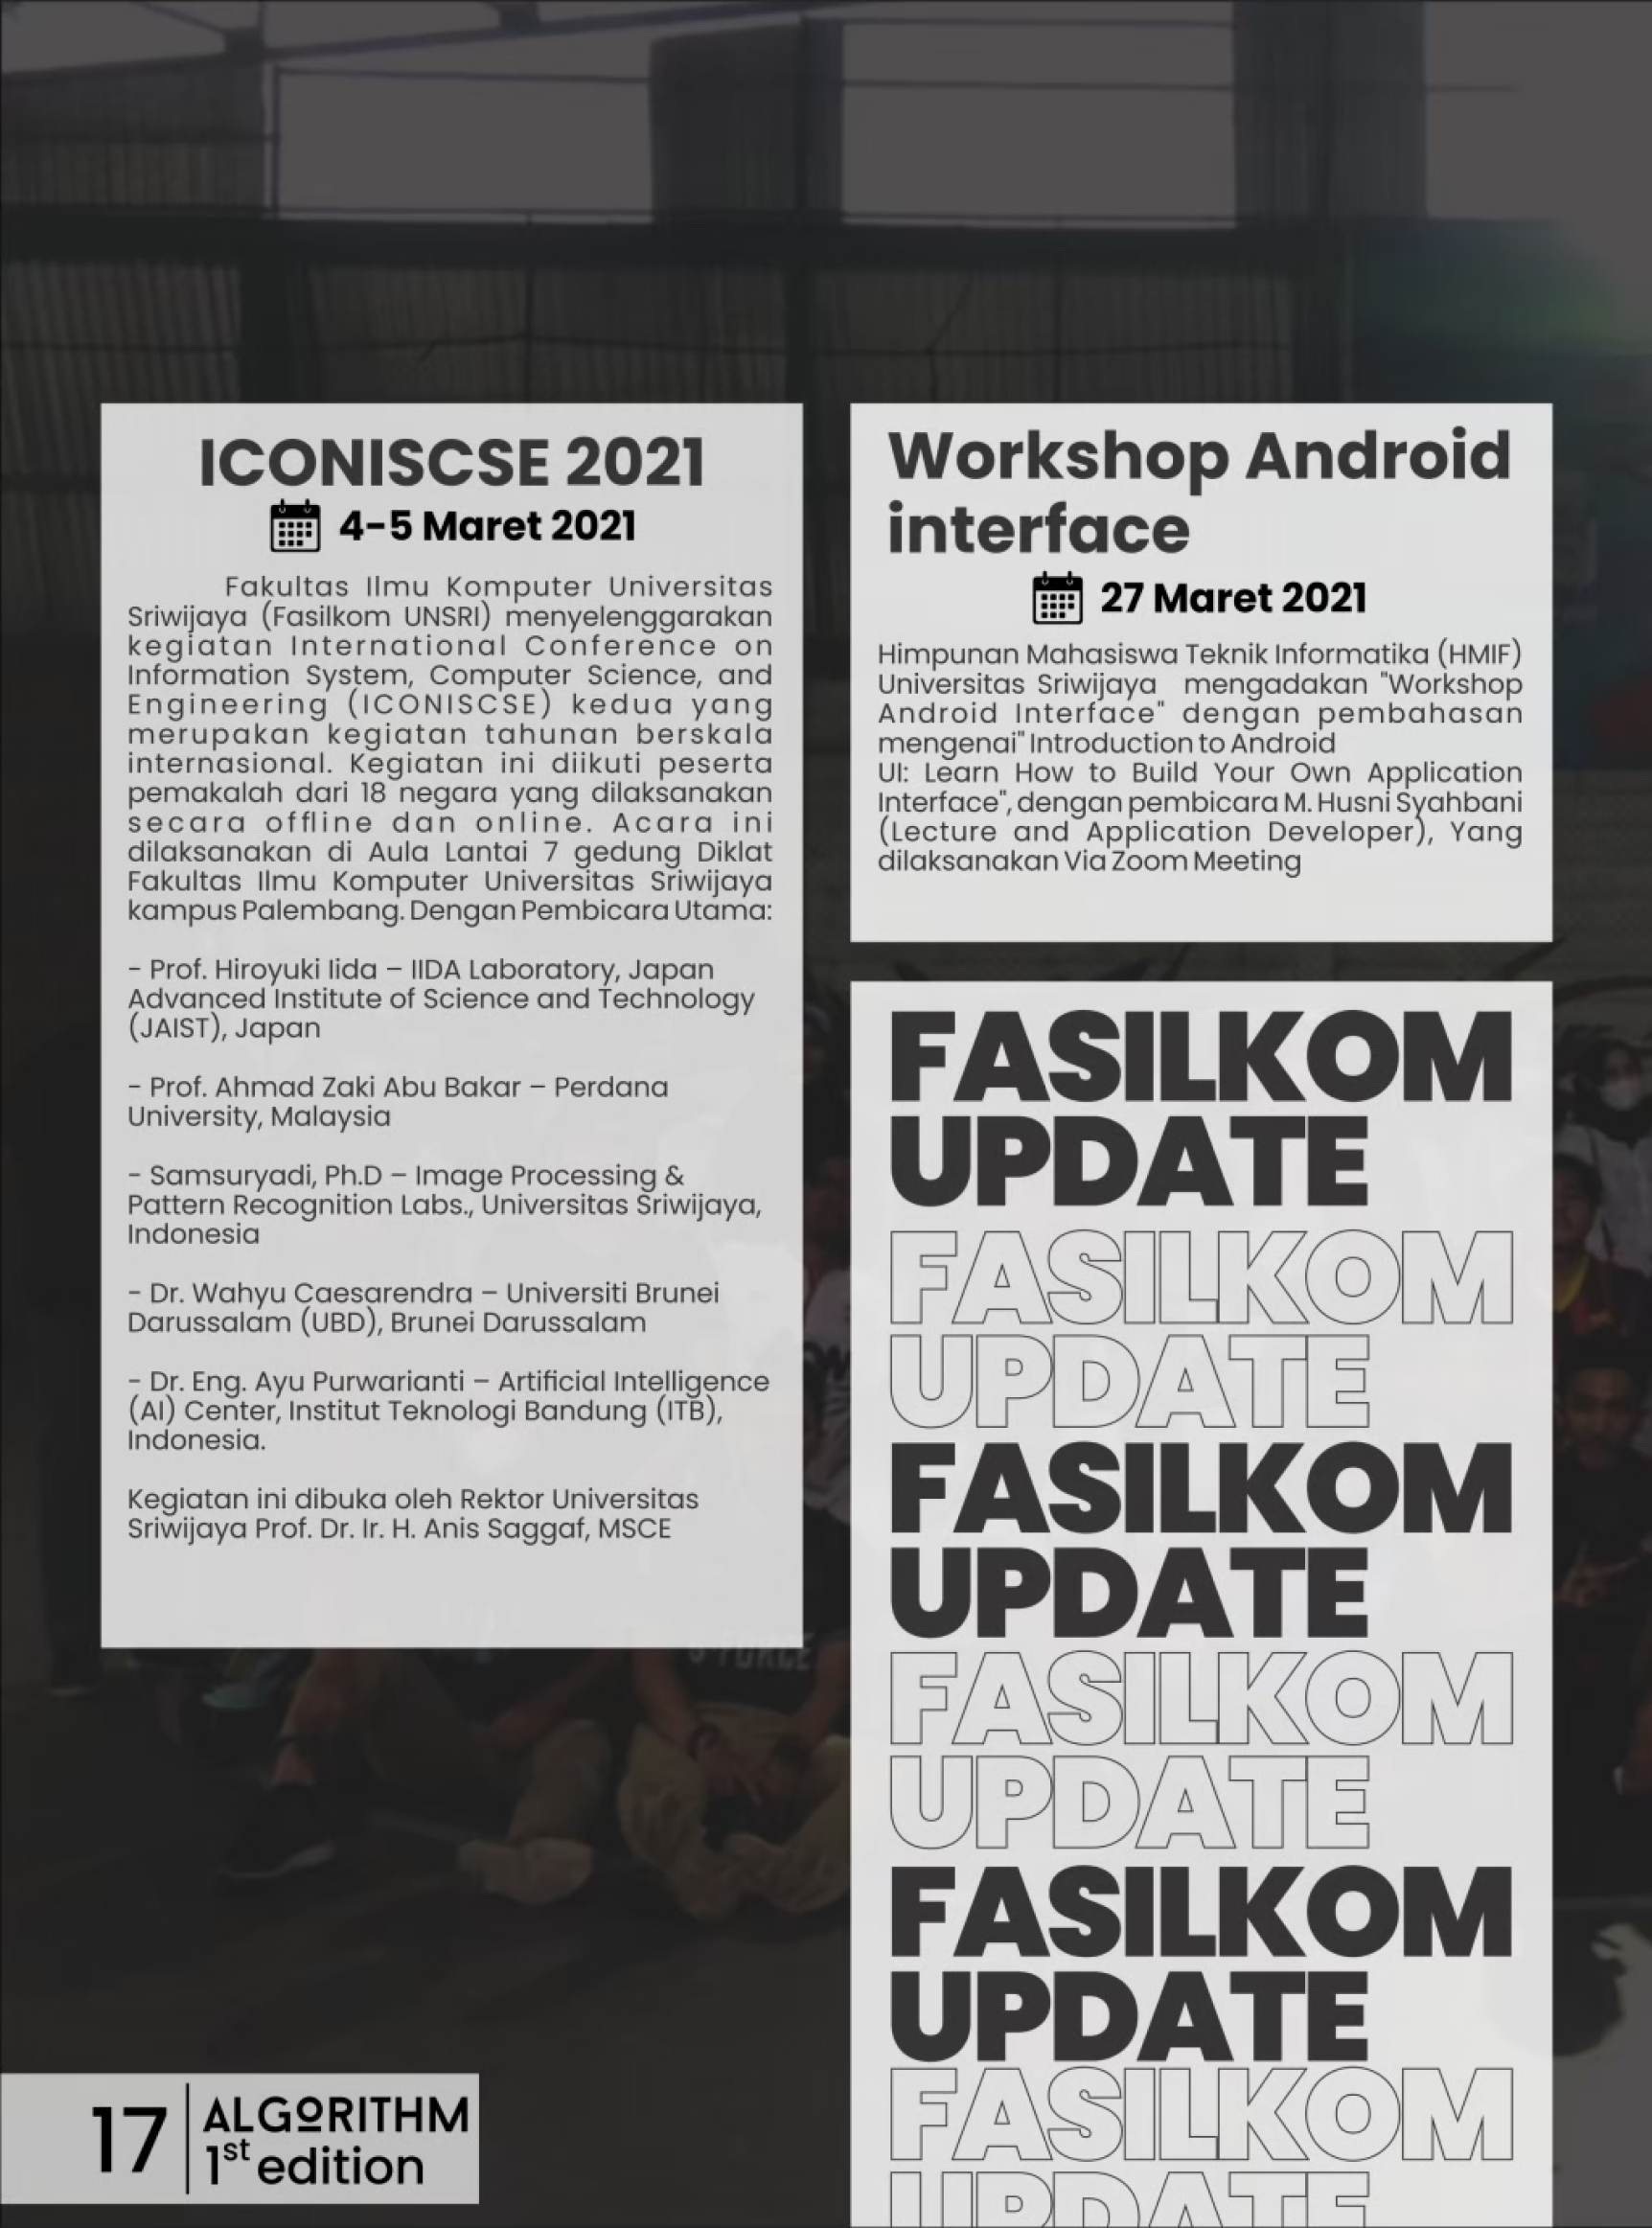 ICONISCSE 2021
4-5 Maret 2021
Fakultas Ilmu Komputer Universitas
Sriwijaya (Fasilkom UNSRI) menyelenggarakan
kegiatan International Conference on
Information System, Computer Science, and
Engineering (ICONISCSE) kedua yang
merupakan kegiatan tahunan berskala
internasional. Kegiatan ini diikuti peserta
pemakalah dari 18 negara yang dilaksanakan
secara offline dan online. Acara ini
dilaksanakan di Aula Lantai 7 gedung Diklat
Fakultas Ilmu Komputer Universitas Sriwijaya
kampus Palembang. Dengan Pembicara Utama:
- Prof. Hiroyuki Iida – IIDA Laboratory, Japan
Advanced Institute of Science and Technology
(JAIST), Japan
- Prof. Ahmad Zaki Abu Bakar – Perdana
University, Malaysia
- Samsuryadi, Ph.D – Image Processing &
Pattern Recognition Labs., Universitas Sriwijaya,
Indonesia
- Dr. Wahyu Caesarendra – Universiti Brunei
Darussalam (UBD), Brunei Darussalam
- Dr. Eng. Ayu Purwarianti – Artificial Intelligence
(AI) Center, Institut Teknologi Bandung (ITB),
Indonesia.
Kegiatan ini dibuka oleh Rektor Universitas
Sriwijaya Prof. Dr. Ir. H. Anis Saggaf, MSCE
Workshop Android
interface
27 Maret 2021
Himpunan Mahasiswa Teknik Informatika (HMIF)
Universitas Sriwijaya mengadakan "Workshop
Android Interface" dengan pembahasan
mengenai" Introduction to Android
UI: Learn How to Build Your Own Application
Interface", dengan pembicara M. Husni Syahbani
(Lecture and Application Developer), Yang
dilaksanakan Via Zoom Meeting
FASILKOM
UPDATE
FASILKOM
UPDATE
FASILKOM
UPDATE
FASILKOM
UPDATE
FASILKOM
UPDATE
FASILKOM
UPDATE
17
ALGORITHM
1st edition